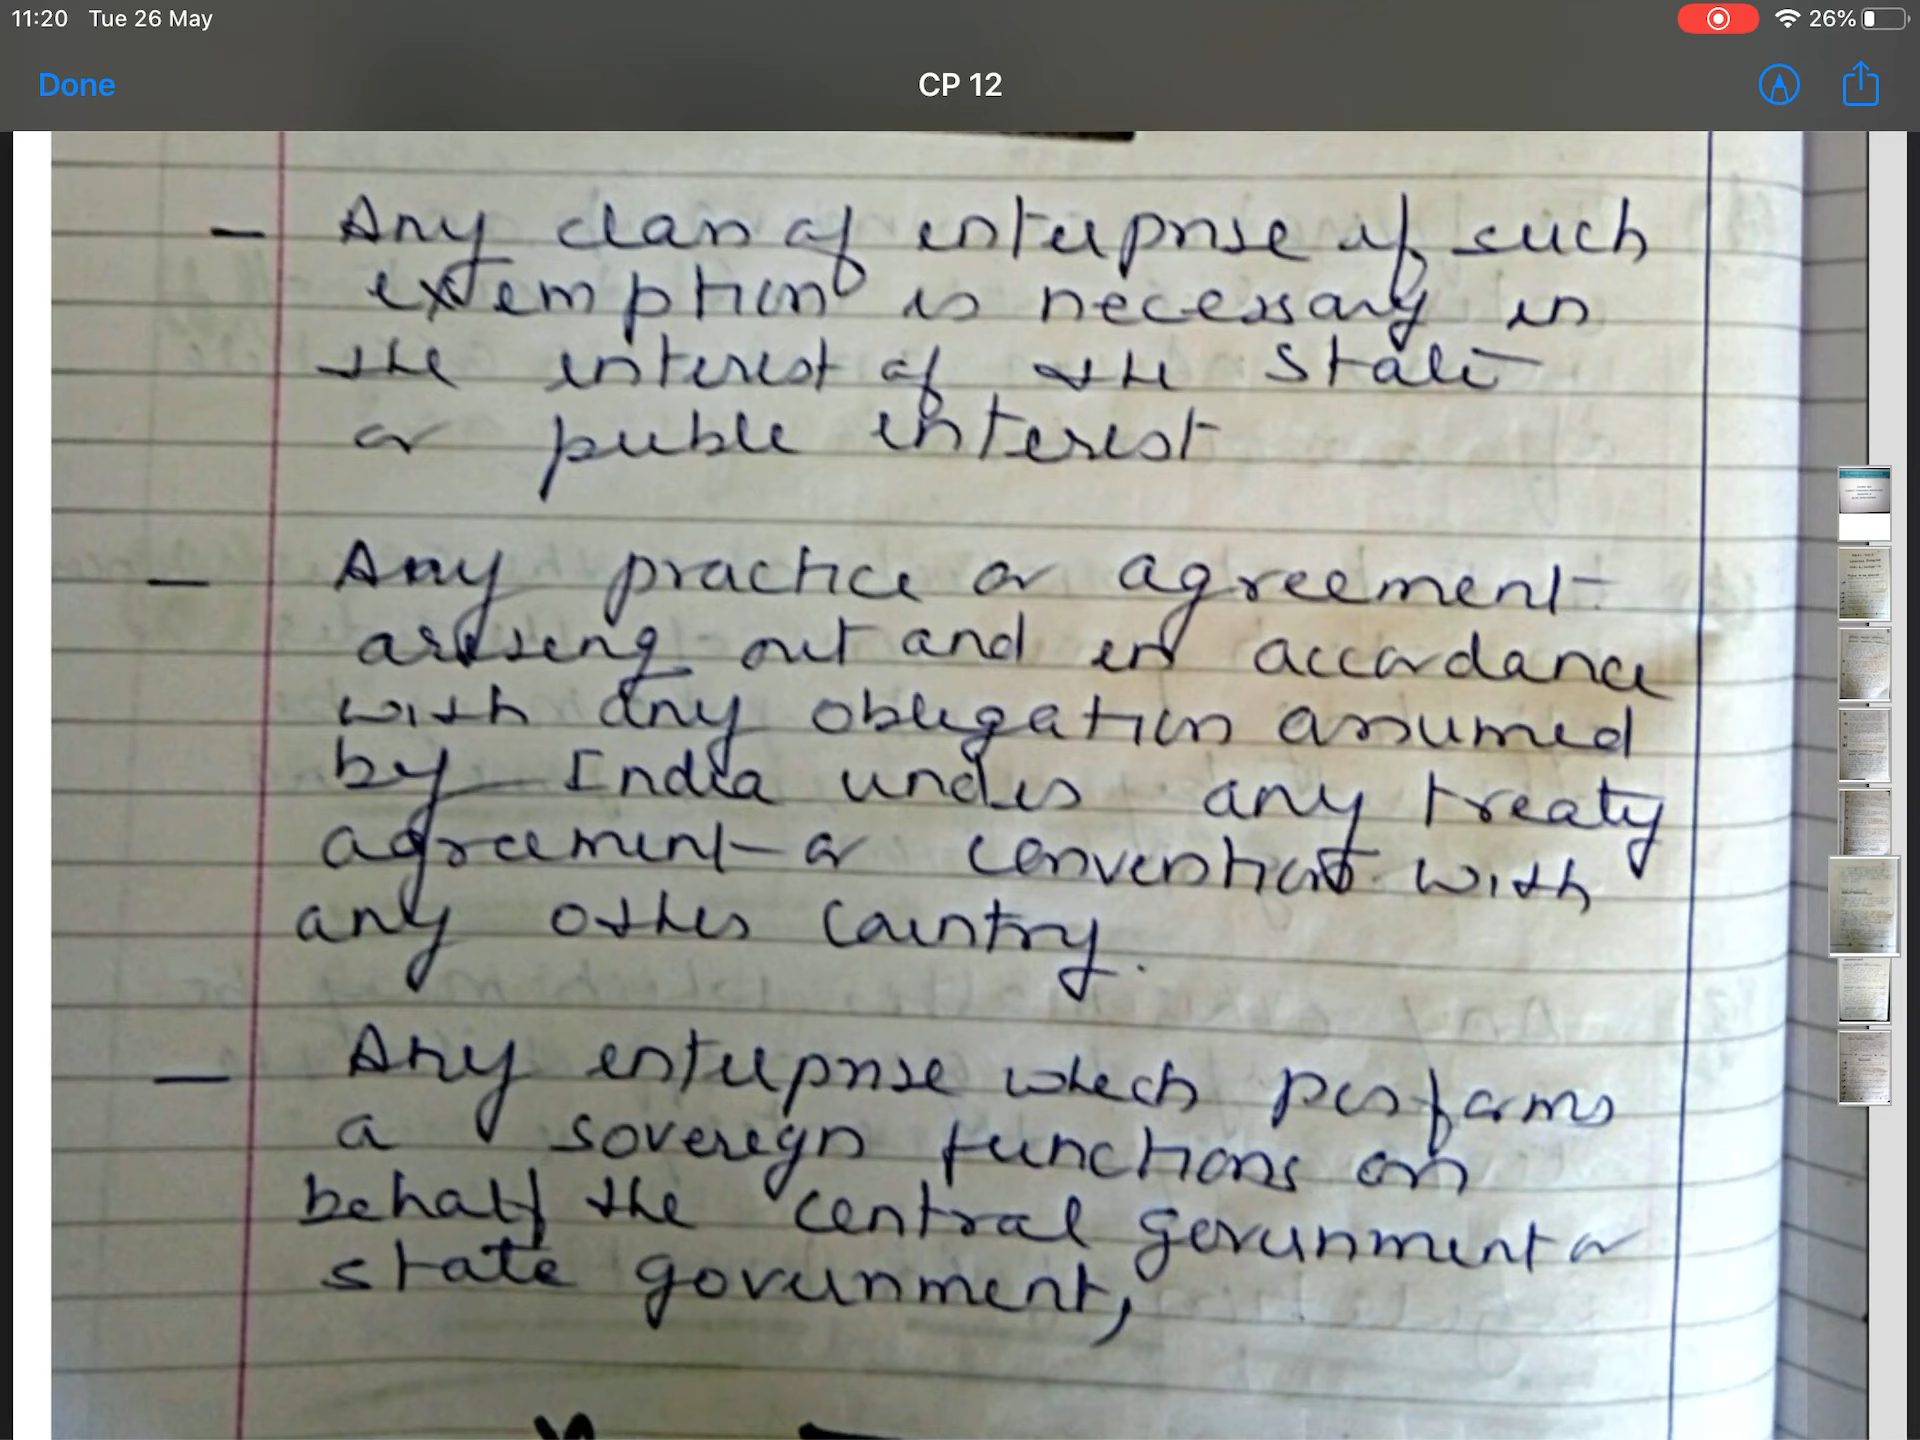 11:20 Tue 26 May
26%
Done
CP 12
- Any class of enterprise if such
exemption is necessary in
the interest of the state
or public interest
- Any practice or agreement
arising out and in accordance
with any obligation assumed
by India under any treaty
agreement or convention with
any other country.
- Any enterprise which performs
a sovereign functions on
behalf the central government or
state government,